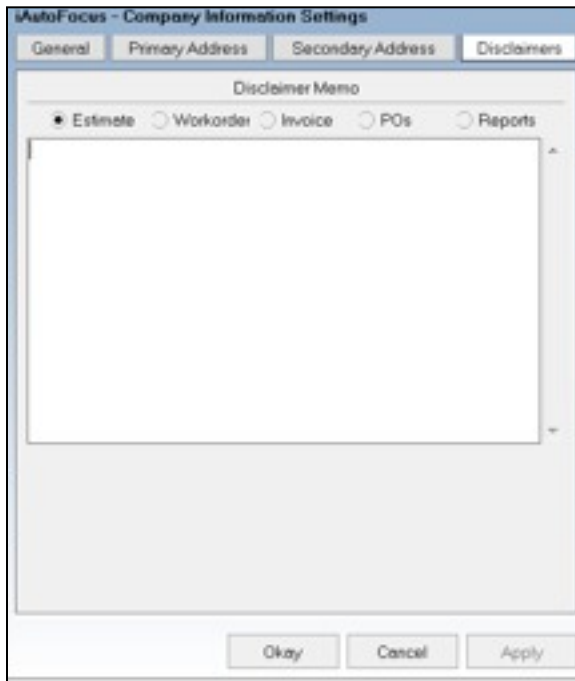 iAutoFocus - Company Information Settings
General Primary Address Secondary Address Disclaimers
Disclaimer Memo
Estimate Workorder Invoice POs Reports
Okay Cancel Apply